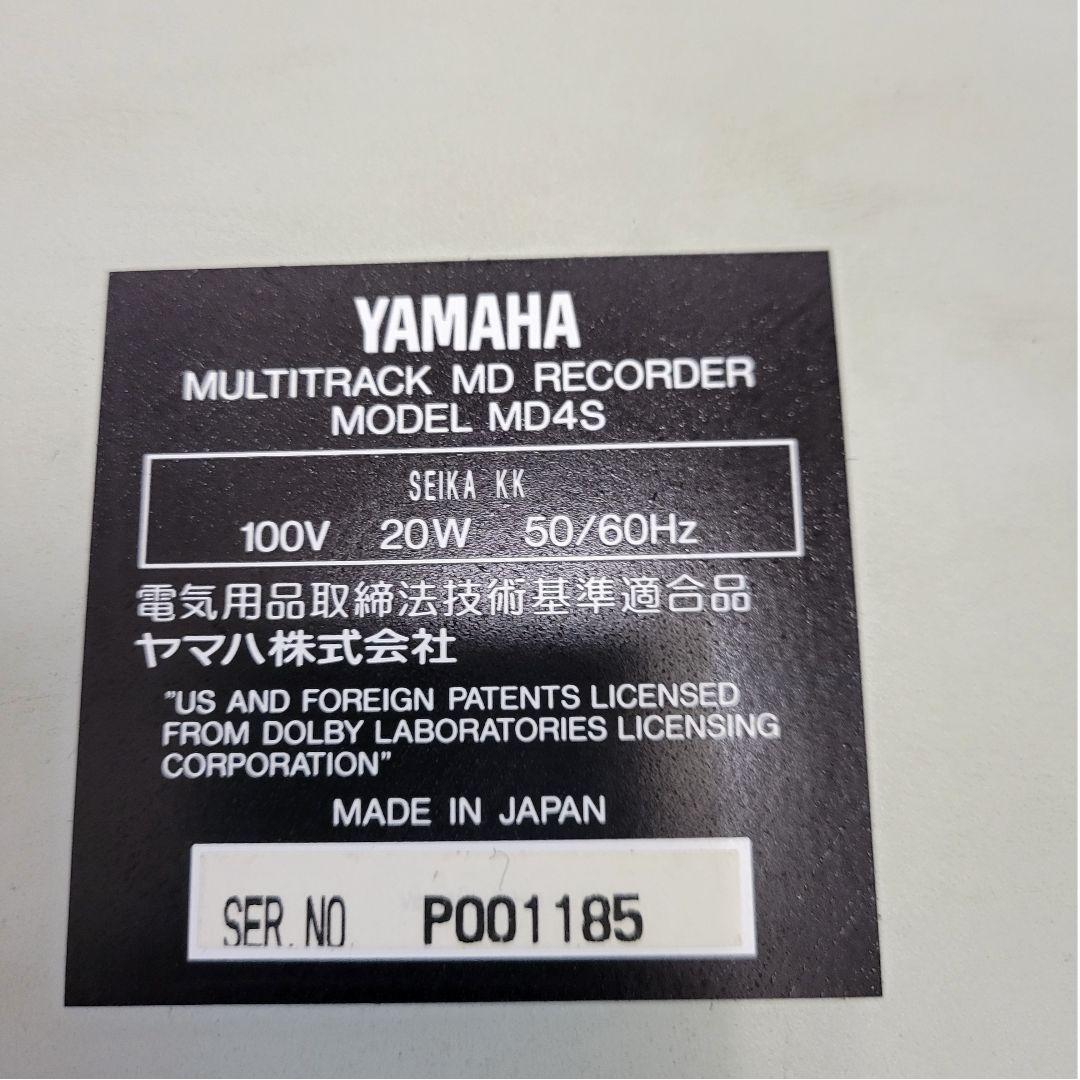 YAMAHA
MULTITRACK MD RECORDER
MODEL MD4S
SEIKA KK
100V 20W 50/60Hz
電気用品取締法技術基準適合品
ヤマハ株式会社
"US AND FOREIGN PATENTS LICENSED
FROM DOLBY LABORATORIES LICENSING
CORPORATION"
MADE IN JAPAN
SER. NO. P001185